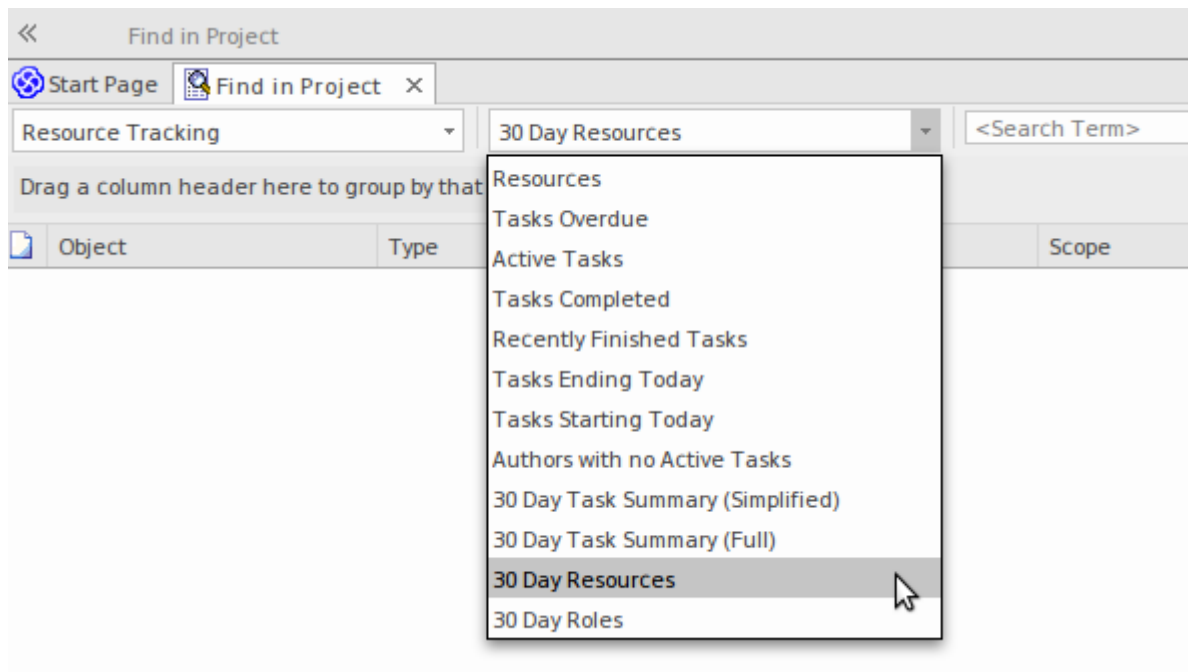 Find in Project
Start Page
Find in Project
Resource Tracking
30 Day Resources
<Search Term>
Drag a column header here to group by that
Object
Type
Scope
Resources
Tasks Overdue
Active Tasks
Tasks Completed
Recently Finished Tasks
Tasks Ending Today
Tasks Starting Today
Authors with no Active Tasks
30 Day Task Summary (Simplified)
30 Day Task Summary (Full)
30 Day Resources
30 Day Roles